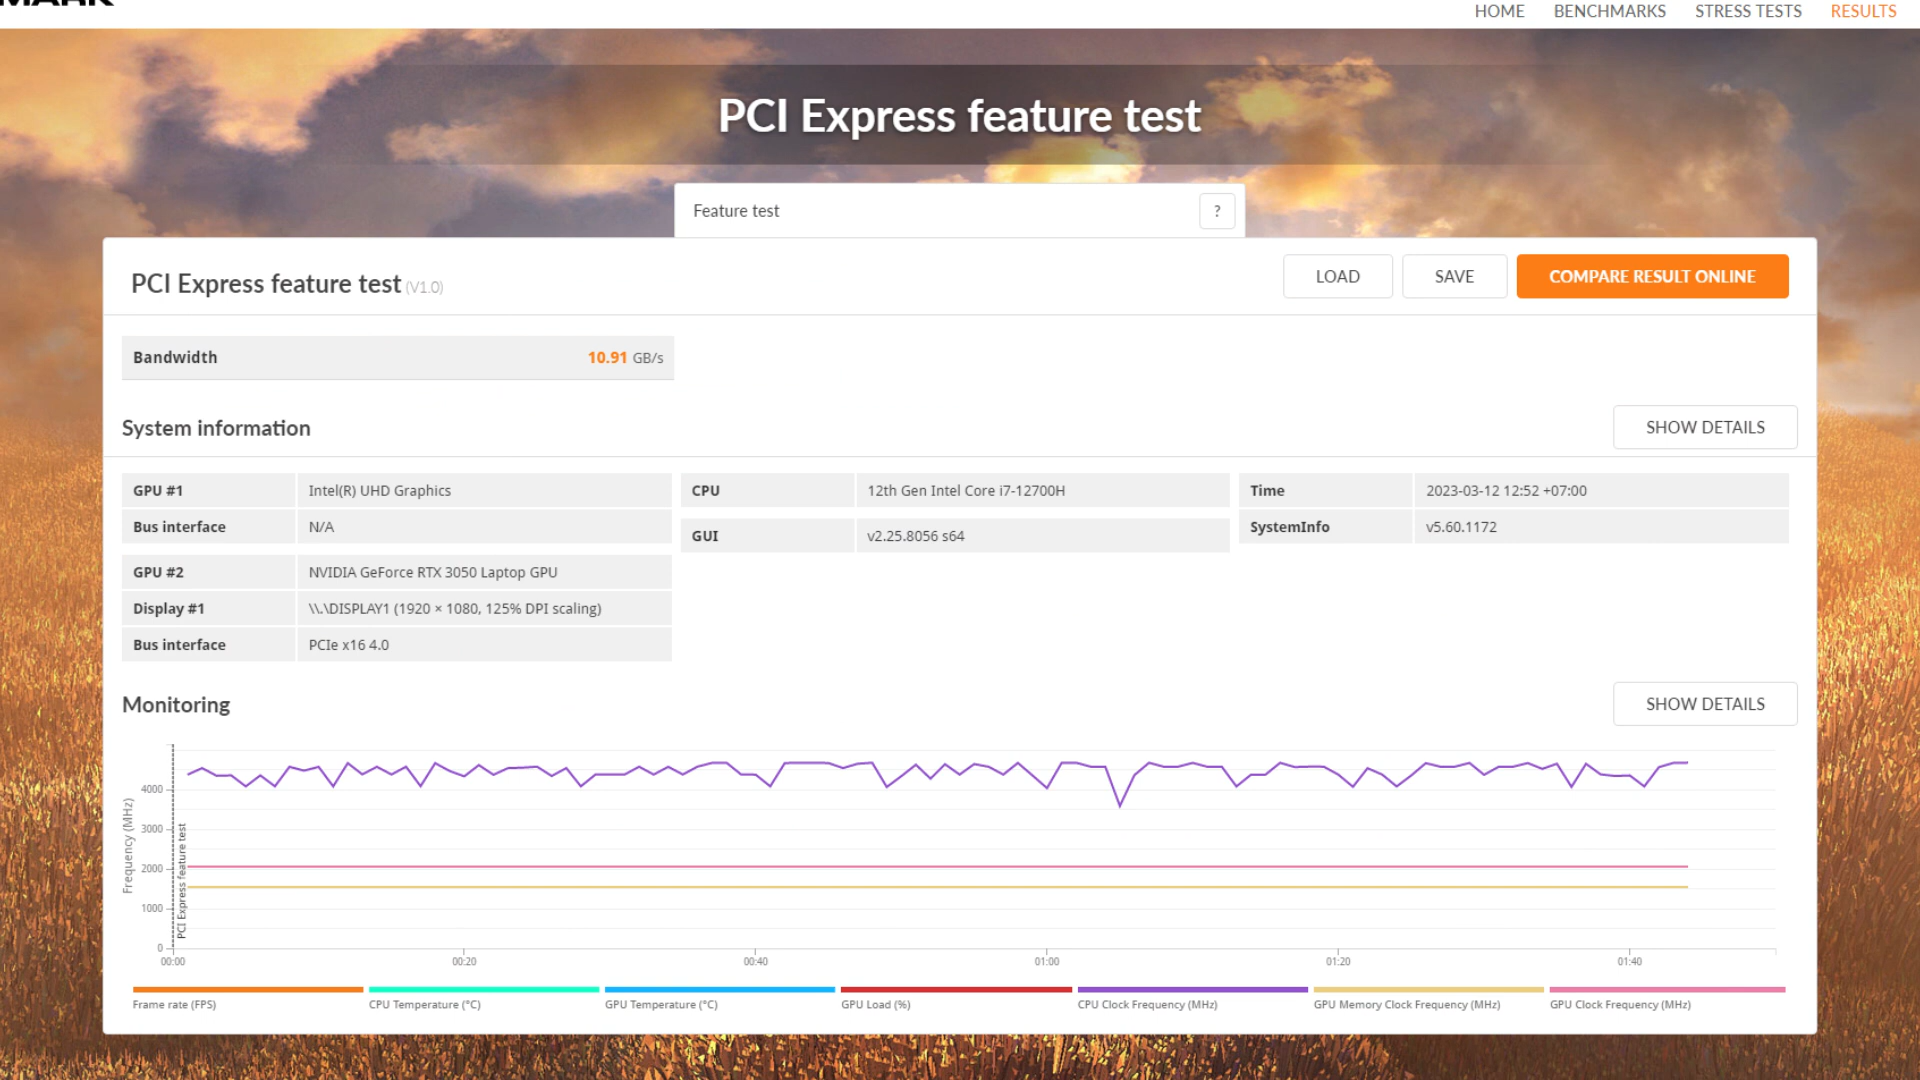 MARK
HOME BENCHMARKS STRESS TESTS RESULTS
PCI Express feature test
Feature test ?
PCI Express feature test (V1.0)
LOAD SAVE COMPARE RESULT ONLINE
Bandwidth 10.91 GB/s
System information SHOW DETAILS
GPU #1 Intel(R) UHD Graphics
Bus interface N/A
GPU #2 NVIDIA GeForce RTX 3050 Laptop GPU
Display #1 \\.\DISPLAY1 (1920 × 1080, 125% DPI scaling)
Bus interface PCIe x16 4.0
CPU 12th Gen Intel Core i7-12700H
GUI v2.25.8056 s64
Time 2023-03-12 12:52 +07:00
SystemInfo v5.60.1172
Monitoring SHOW DETAILS
Frequency (MHz)
4000
3000
2000
1000
0
PCI Express feature test
00:00 00:20 00:40 01:00 01:20 01:40
Frame rate (FPS) CPU Temperature (°C) GPU Temperature (°C) GPU Load (%) CPU Clock Frequency (MHz) GPU Memory Clock Frequency (MHz) GPU Clock Frequency (MHz)